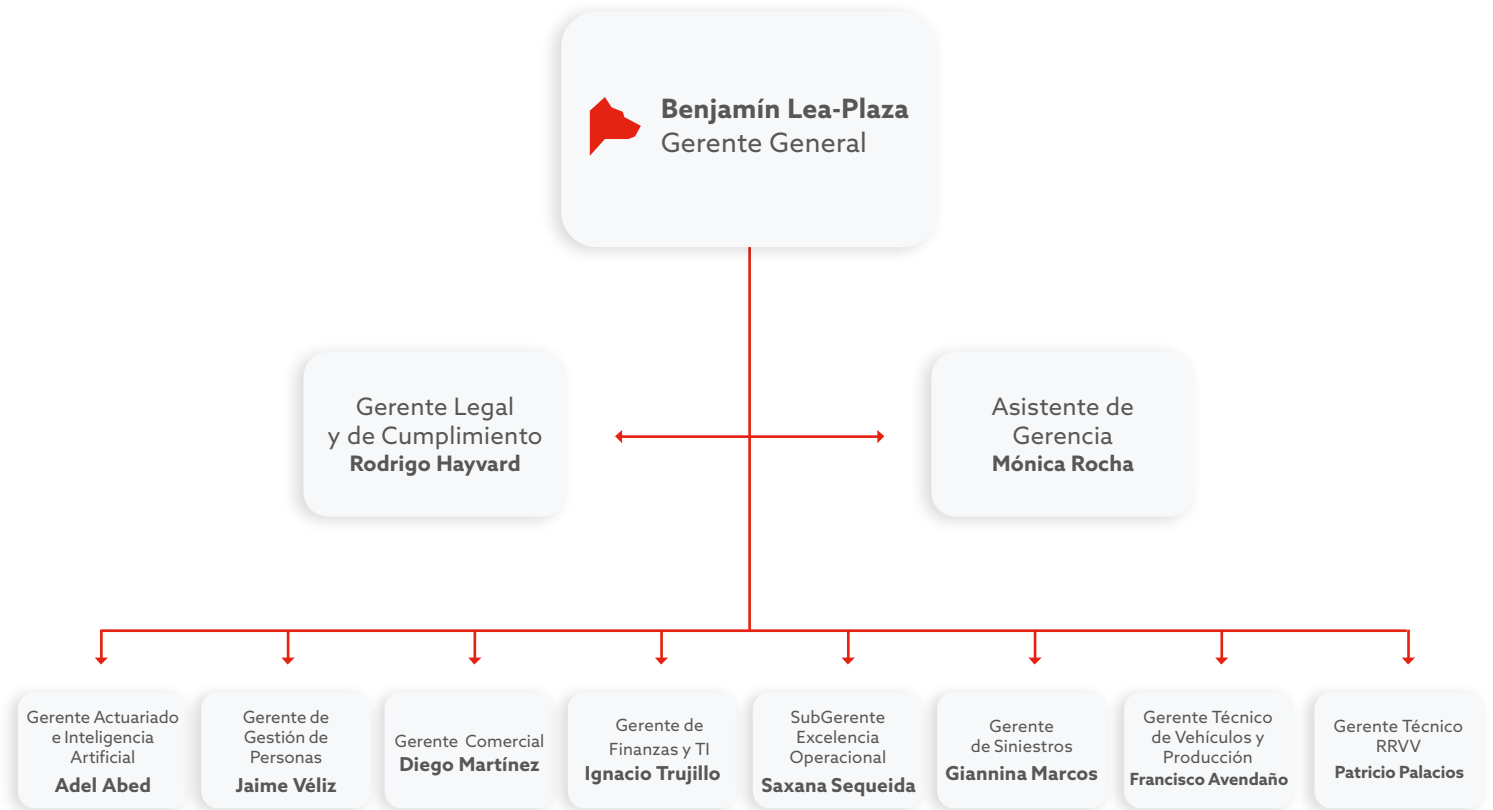 Benjamín Lea-Plaza
Gerente General
Gerente Legal
y de Cumplimiento
Rodrigo Hayvard
Asistente de
Gerencia
Mónica Rocha
Gerente Actuariado
e Inteligencia
Artificial
Adel Abed
Gerente de
Gestión de
Personas
Jaime Véliz
Gerente Comercial
Diego Martínez
Gerente de
Finanzas y TI
Ignacio Trujillo
SubGerente
Excelencia
Operacional
Saxana Sequeida
Gerente
de Siniestros
Giannina Marcos
Gerente Técnico
de Vehículos y
Producción
Francisco Avendaño
Gerente Técnico
RRVV
Patricio Palacios